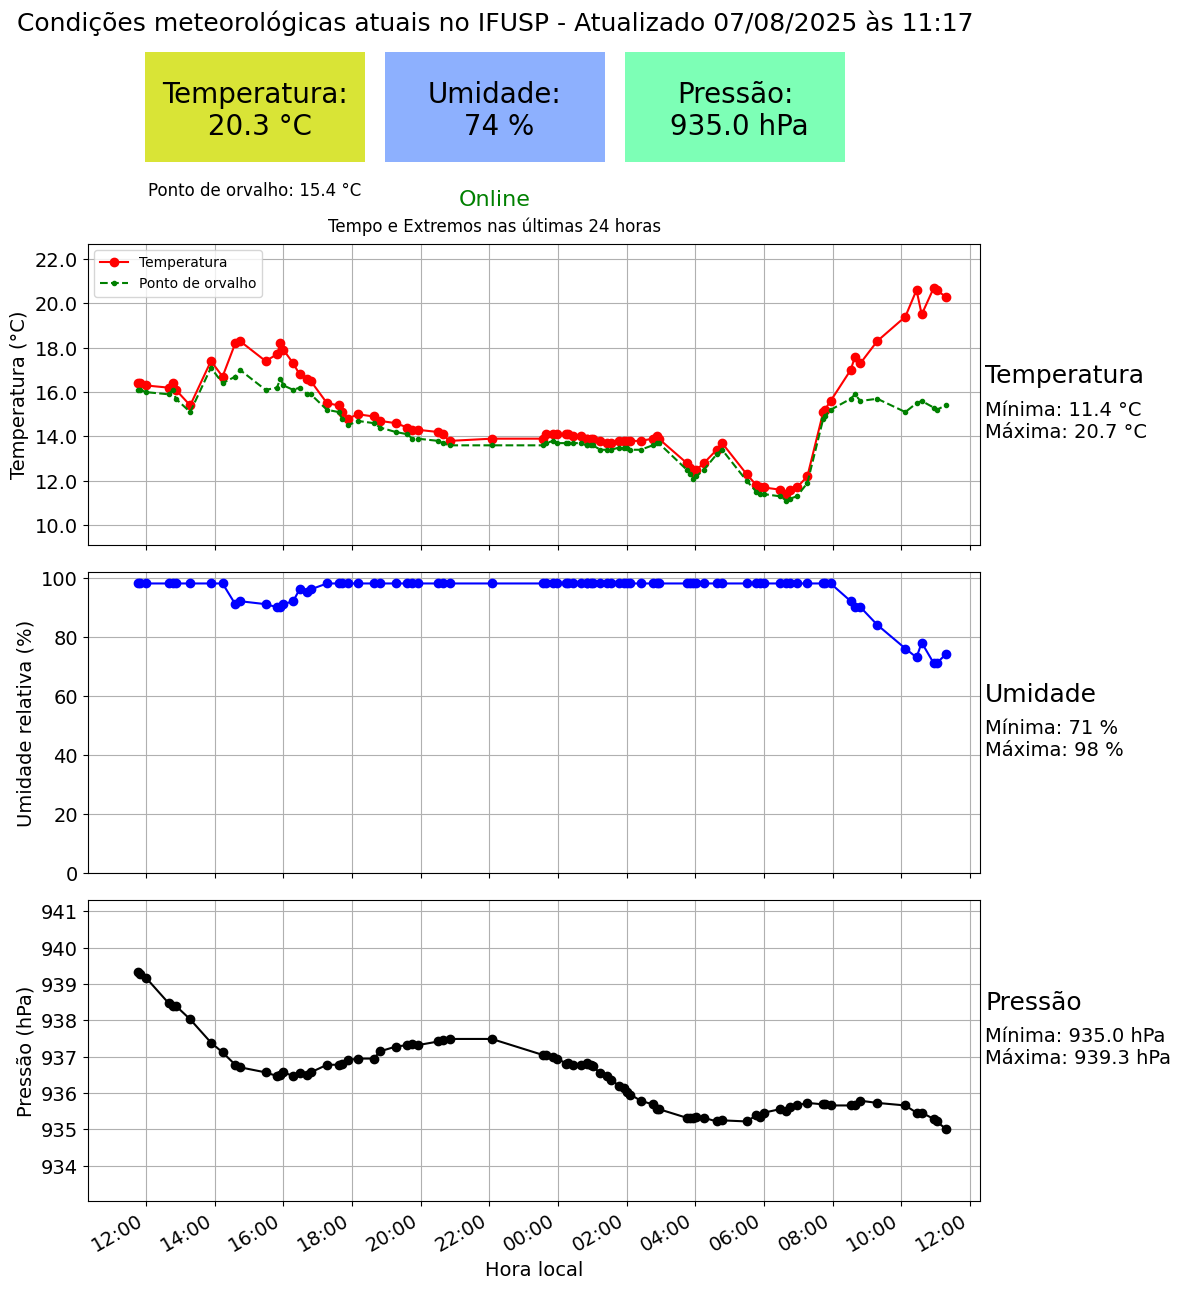 Condições meteorológicas atuais no IFUSP - Atualizado 07/08/2025 às 11:17
Temperatura:
20.3 °C
Umidade:
74 %
Pressão:
935.0 hPa
Ponto de orvalho: 15.4 °C
Online
Tempo e Extremos nas últimas 24 horas
Temperatura
Ponto de orvalho
22.0
20.0
18.0
16.0
14.0
12.0
10.0
Temperatura (°C)
Temperatura
Mínima: 11.4 °C
Máxima: 20.7 °C
100
80
60
40
20
0
Umidade relativa (%)
Umidade
Mínima: 71 %
Máxima: 98 %
941
940
939
938
937
936
935
934
Pressão (hPa)
Pressão
Mínima: 935.0 hPa
Máxima: 939.3 hPa
12:00 14:00 16:00 18:00 20:00 22:00 00:00 02:00 04:00 06:00 08:00 10:00 12:00
Hora local